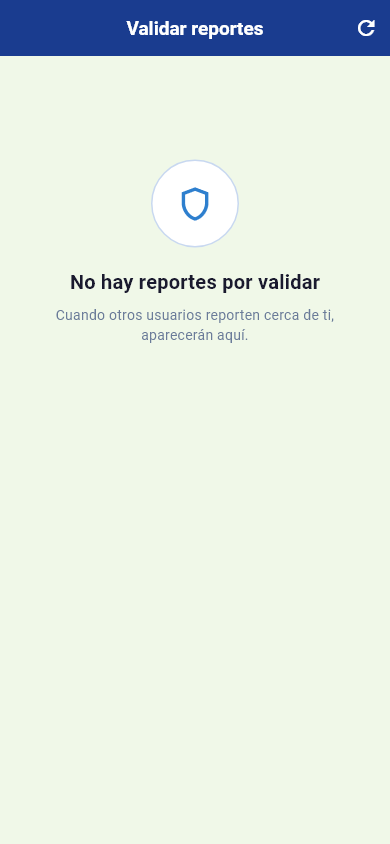 Validar reportes
No hay reportes por validar
Cuando otros usuarios reporten cerca de ti,
aparecerán aquí.